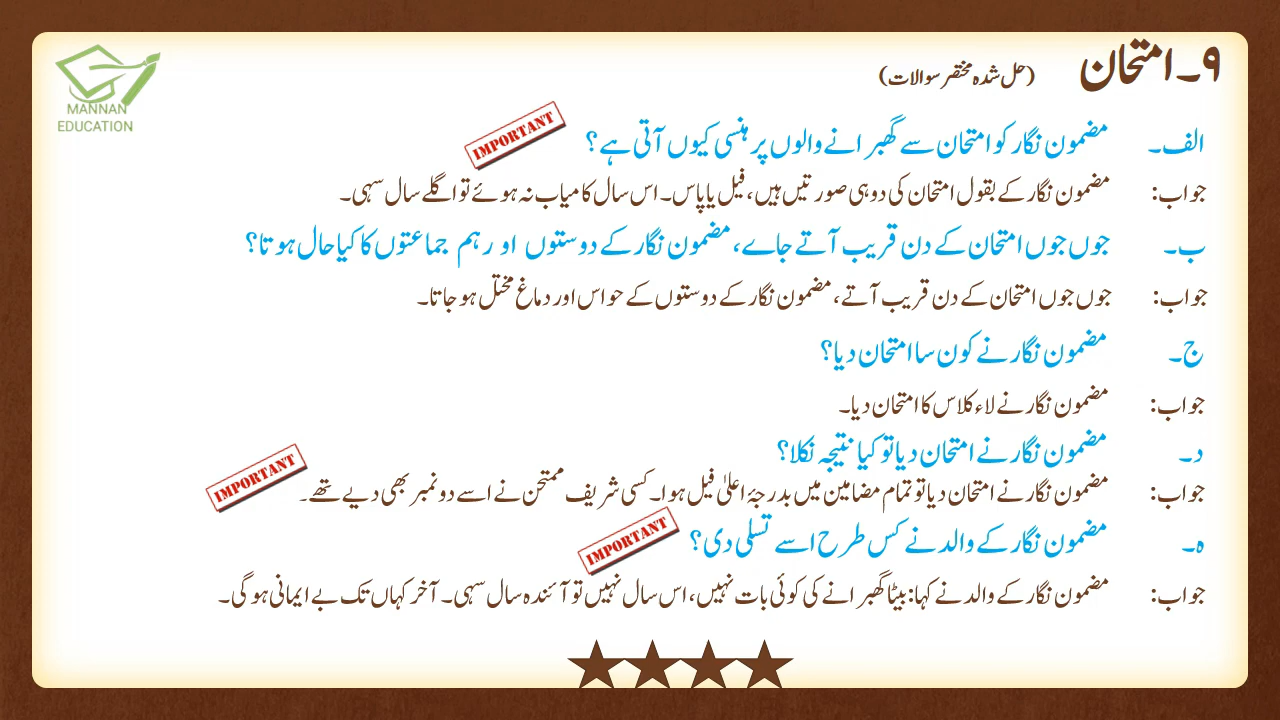 ۹۔ امتحان (حل شدہ مختصر سوالات)
MANNAN
EDUCATION
الف۔ مضمون نگار کو امتحان سے گھبرانے والوں پر ہنسی کیوں آتی ہے؟
IMPORTANT
جواب: مضمون نگار کے بقول امتحان کی دو ہی صورتیں ہیں، فیل یا پاس۔ اس سال کامیاب نہ ہوئے تو اگلے سال سہی۔
ب۔ جوں جوں امتحان کے دن قریب آتے جاے، مضمون نگار کے دوستوں او رہم جماعتوں کا کیا حال ہوتا؟
جواب: جوں جوں امتحان کے دن قریب آتے، مضمون نگار کے دوستوں کے حواس اور دماغ مختل ہو جاتا۔
ج۔ مضمون نگار نے کون سا امتحان دیا؟
جواب: مضمون نگار نے لاء کلاس کا امتحان دیا۔
د۔ مضمون نگار نے امتحان دیا تو کیا نتیجہ نکلا؟
IMPORTANT
جواب: مضمون نگار نے امتحان دیا تو تمام مضامین میں بدرجۂ اعلیٰ فیل ہوا۔ کسی شریف ممتحن نے اسے دو نمبر بھی دیے تھے۔
ہ۔ مضمون نگار کے والد نے کس طرح اسے تسلی دی؟
IMPORTANT
جواب: مضمون نگار کے والد نے کہا: بیٹا گھبرانے کی کوئی بات نہیں، اس سال نہیں تو آئندہ سال سہی۔ آخر کہاں تک بے ایمانی ہو گی۔